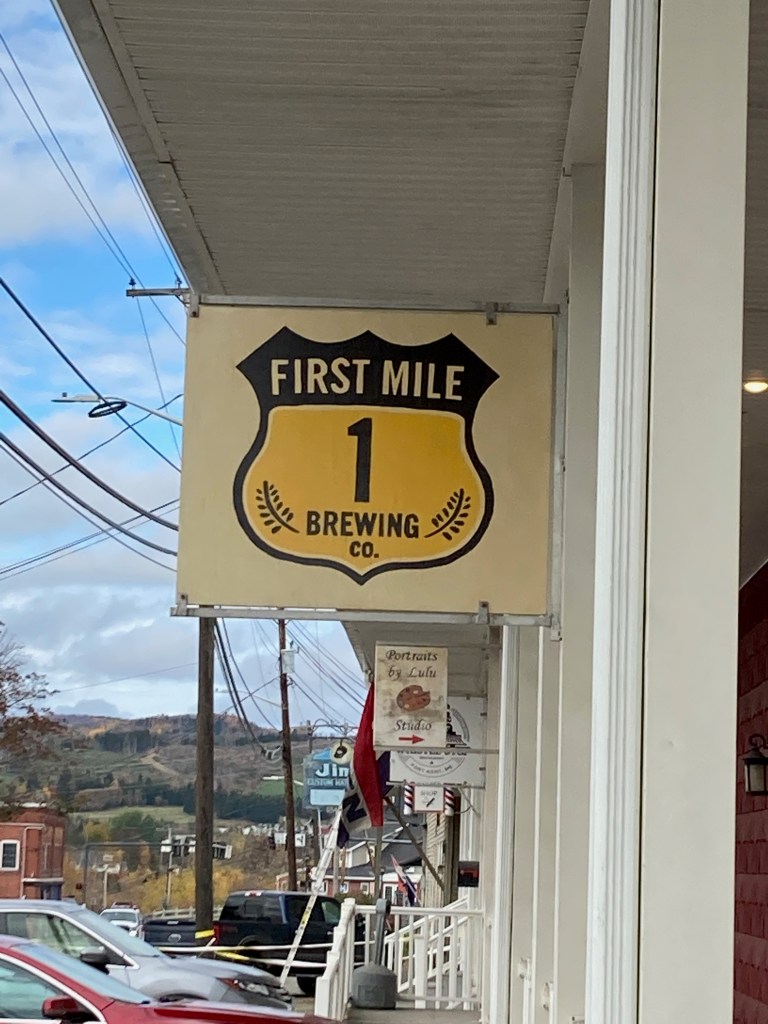 FIRST MILE
1
BREWING
CO.
Portraits
by Lulu
Studio
Jim